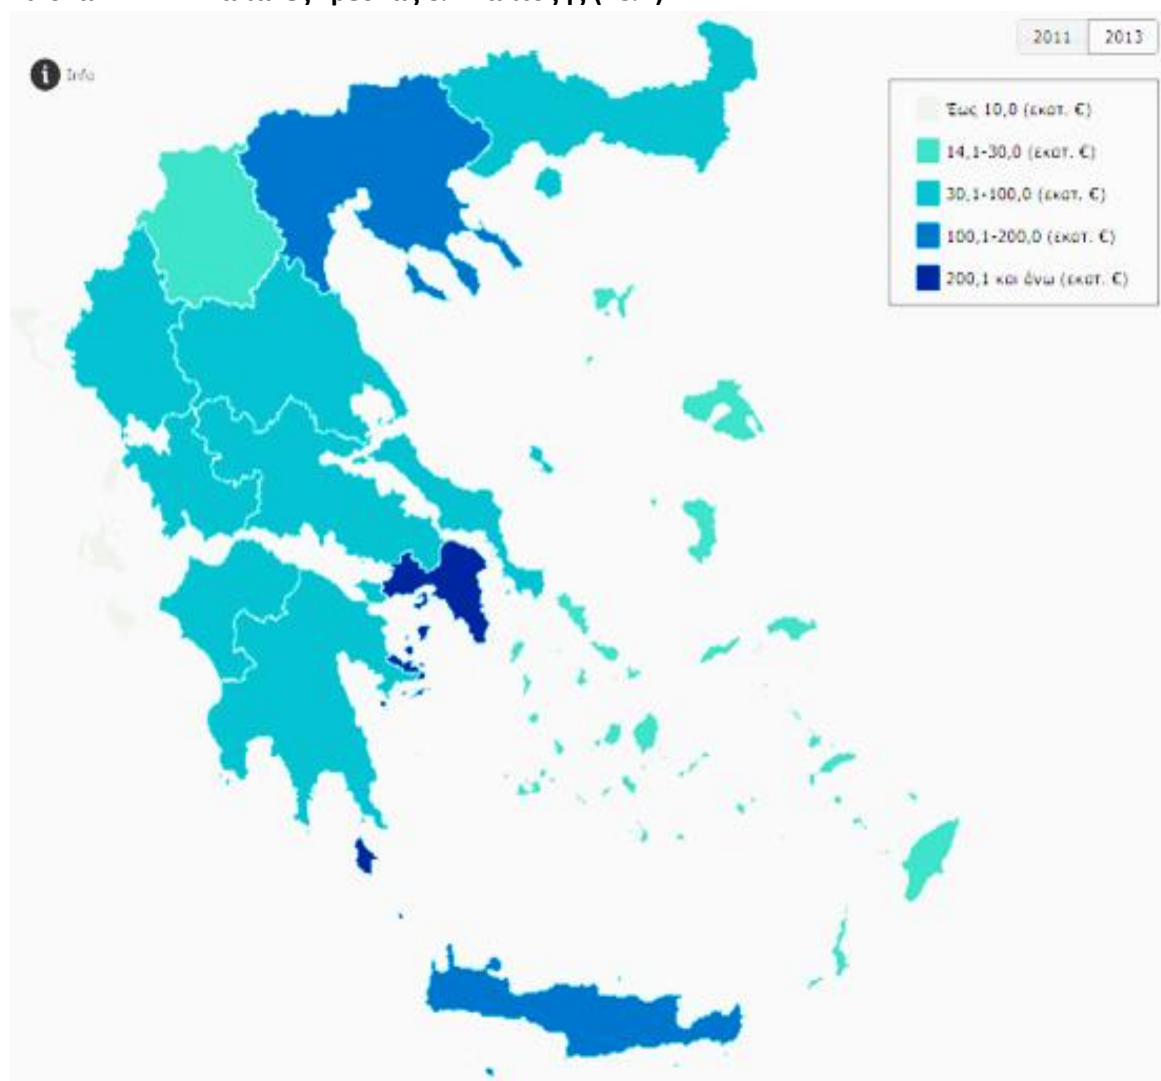 2011 2013
Info
Έως 10,0 (εκατ. €)
14,1-30,0 (εκατ. €)
30,1-100,0 (εκατ. €)
100,1-200,0 (εκατ. €)
200,1 και άνω (εκατ. €)